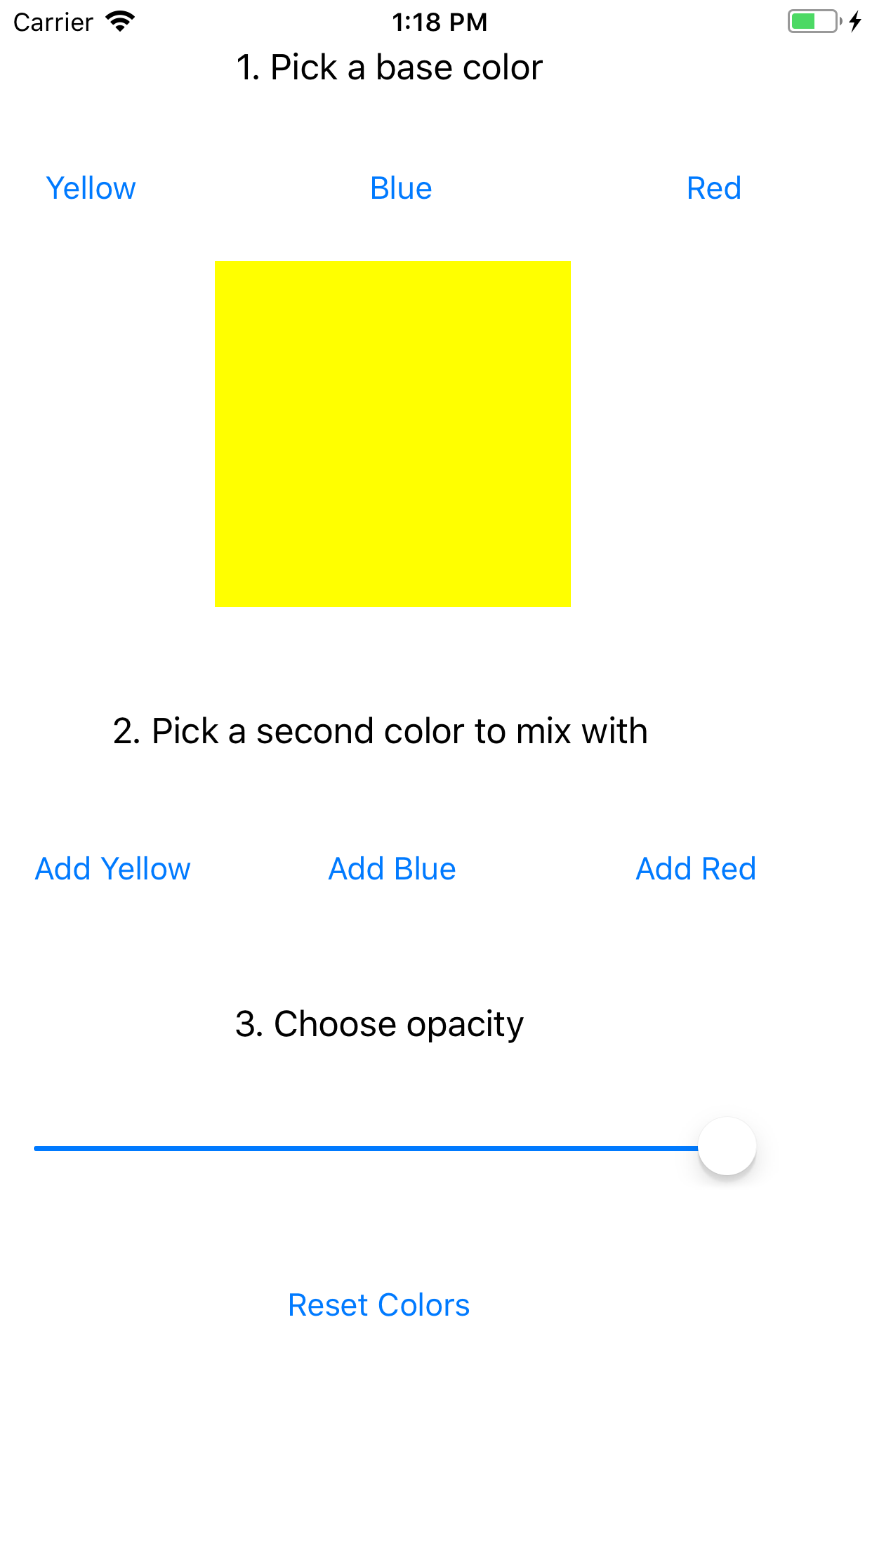 Carrier 1:18 PM
1. Pick a base color
Yellow Blue Red
2. Pick a second color to mix with
Add Yellow Add Blue Add Red
3. Choose opacity
Reset Colors